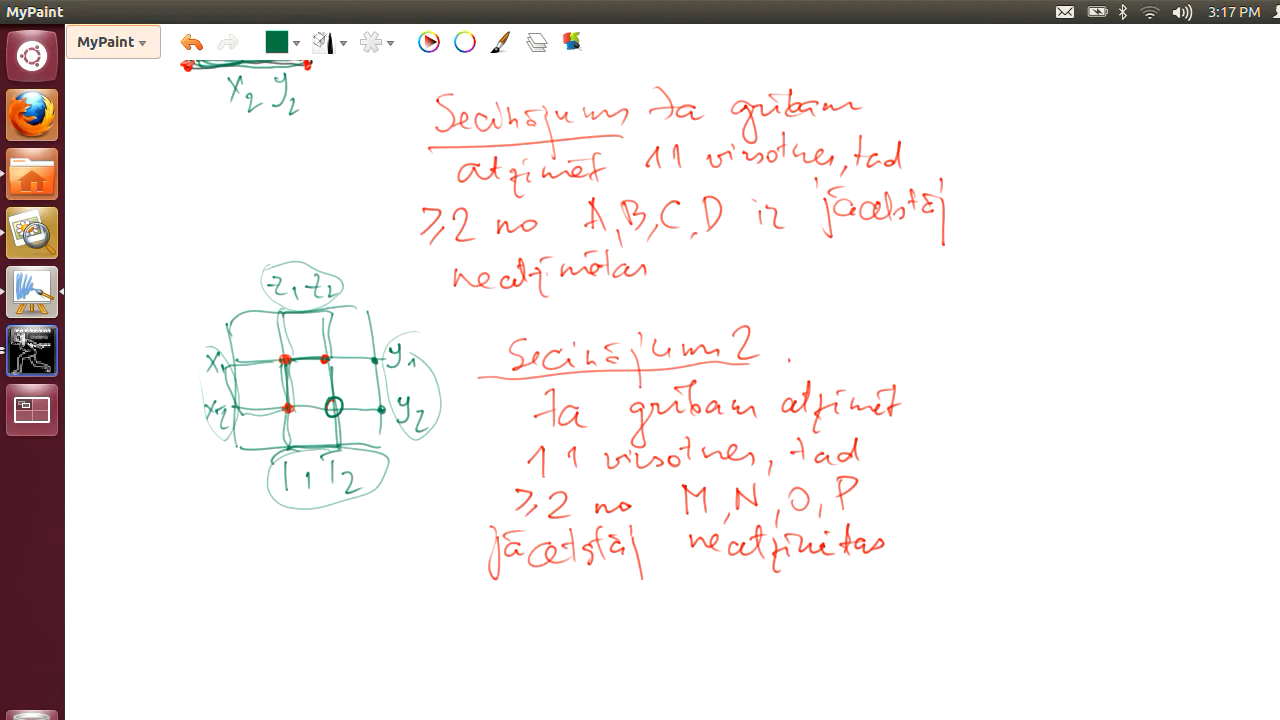 MyPaint
3:17 PM
MyPaint
x2 y2
Secinājums Ja gribam
atzīmēt 11 virsotnes, tad
≥2 no A, B, C, D ir jāatstāj
neatzīmētas
z1 z2
x1 y1
x2 y2
l1 l2
Secinājums 2.
Ja gribam atzīmēt
11 virsotnes, tad
≥2 no M, N, O, P
jāatstāj neatzīmētas